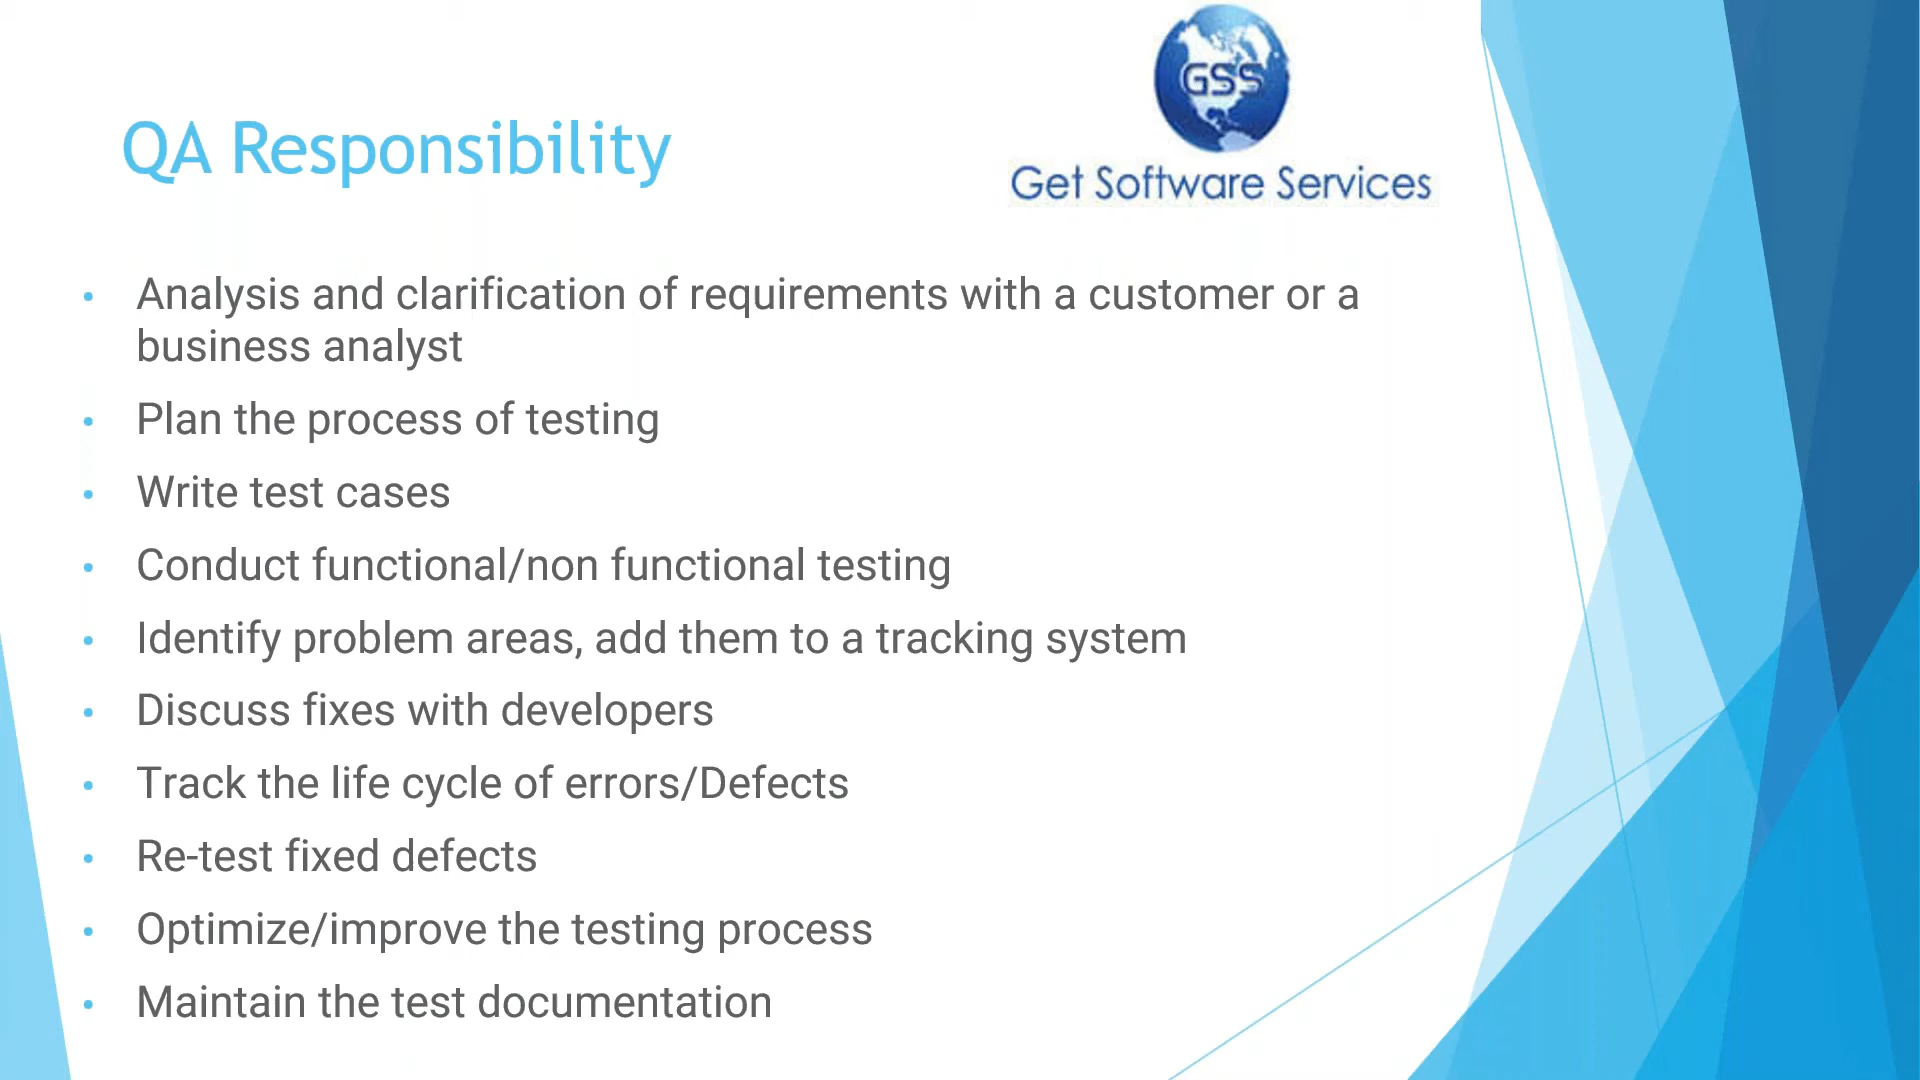 GSS
Get Software Services
QA Responsibility
• Analysis and clarification of requirements with a customer or a
business analyst
• Plan the process of testing
• Write test cases
• Conduct functional/non functional testing
• Identify problem areas, add them to a tracking system
• Discuss fixes with developers
• Track the life cycle of errors/Defects
• Re-test fixed defects
• Optimize/improve the testing process
• Maintain the test documentation